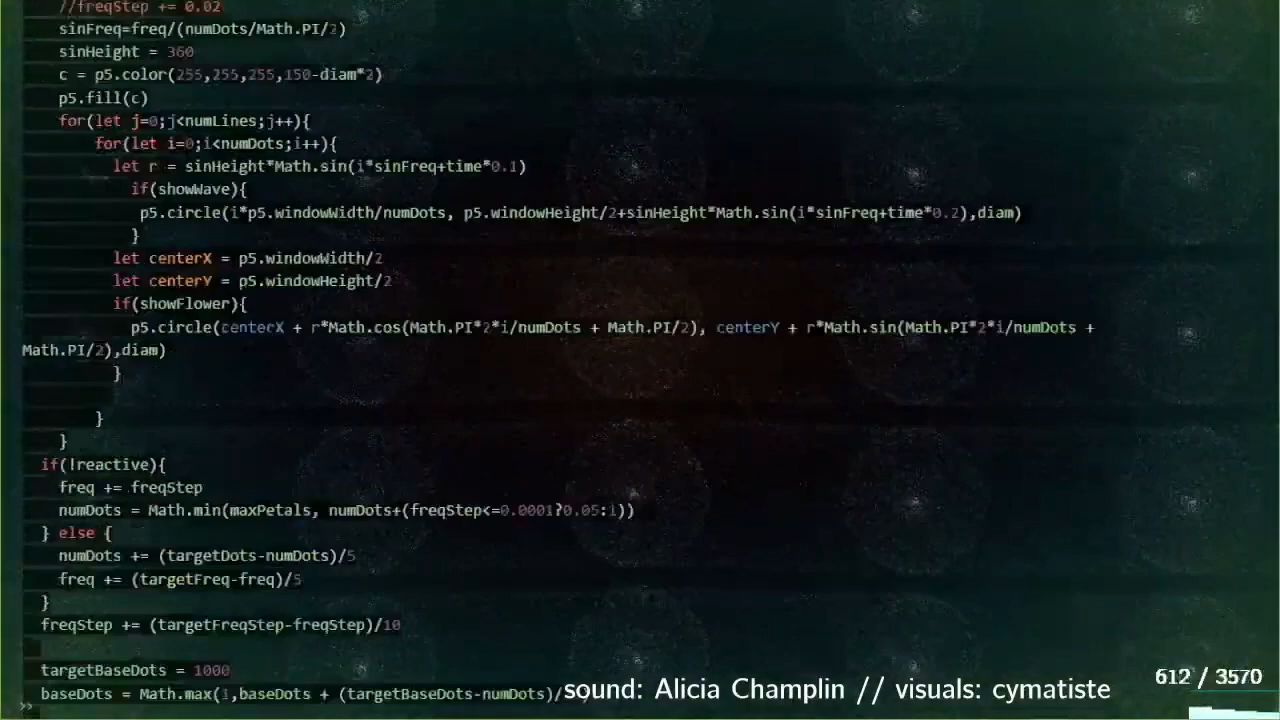 //freqStep += 0.02
sinFreq=freq/(numDots/Math.PI/2)
sinHeight = 360
c = p5.color(255,255,255,150-diam*2)
p5.fill(c)
for(let j=0;j<numLines;j++){
for(let i=0;i<numDots;i++){
let r = sinHeight*Math.sin(i*sinFreq+time*0.1)
if(showWave){
p5.circle(i*p5.windowWidth/numDots, p5.windowHeight/2+sinHeight*Math.sin(i*sinFreq+time*0.2),diam)
}
let centerX = p5.windowWidth/2
let centerY = p5.windowHeight/2
if(showFlower){
p5.circle(centerX + r*Math.cos(Math.PI*2*i/numDots + Math.PI/2), centerY + r*Math.sin(Math.PI*2*i/numDots +
Math.PI/2),diam)
}
}
}
if(!reactive){
freq += freqStep
numDots = Math.min(maxPetals, numDots+(freqStep<=0.0001?0.05:1))
} else {
numDots += (targetDots-numDots)/5
freq += (targetFreq-freq)/5
}
freqStep += (targetFreqStep-freqStep)/10
targetBaseDots = 1000
baseDots = Math.max(1,baseDots + (targetBaseDots-numDots)/
sound: Alicia Champlin // visuals: cymatiste
612 / 3570
»